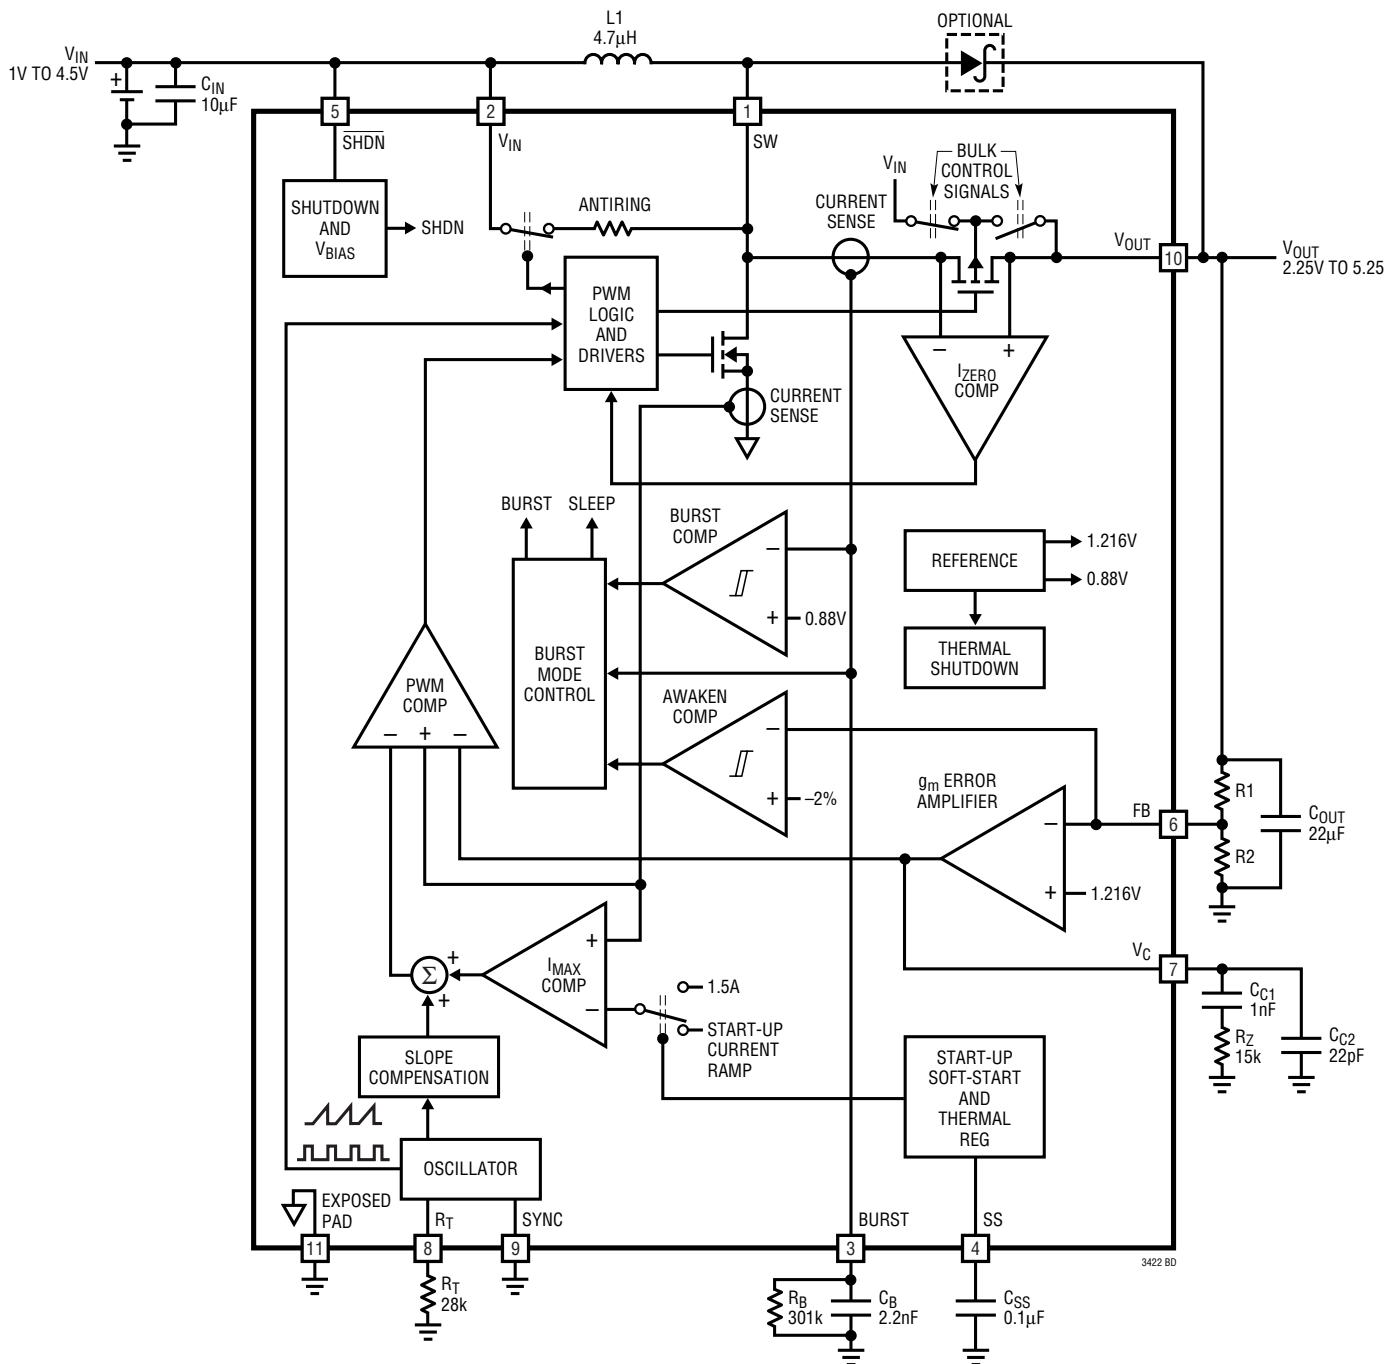 OPTIONAL
L1
4.7µH
VIN
1V TO 4.5V
+
CIN
10µF
5
2
1
SHDN
VIN
SW
SHUTDOWN
AND
VBIAS
SHDN
ANTIRING
CURRENT
SENSE
VIN
BULK
CONTROL
SIGNALS
VOUT
10
VOUT
2.25V TO 5.25
PWM
LOGIC
AND
DRIVERS
–
+
IZERO
COMP
CURRENT
SENSE
BURST
SLEEP
BURST
COMP
–
+
0.88V
REFERENCE
1.216V
0.88V
THERMAL
SHUTDOWN
BURST
MODE
CONTROL
PWM
COMP
– + –
AWAKEN
COMP
–
+
–2%
gm ERROR
AMPLIFIER
–
+
1.216V
FB
6
R1
R2
COUT
22µF
VC
7
CC1
1nF
RZ
15k
CC2
22pF
+
–
IMAX
COMP
Σ
+
+
1.5A
START-UP
CURRENT
RAMP
SLOPE
COMPENSATION
START-UP
SOFT-START
AND
THERMAL
REG
OSCILLATOR
EXPOSED
PAD
RT
SYNC
BURST
SS
11
8
9
3
4
3422 BD
RT
28k
RB
301k
CB
2.2nF
CSS
0.1µF